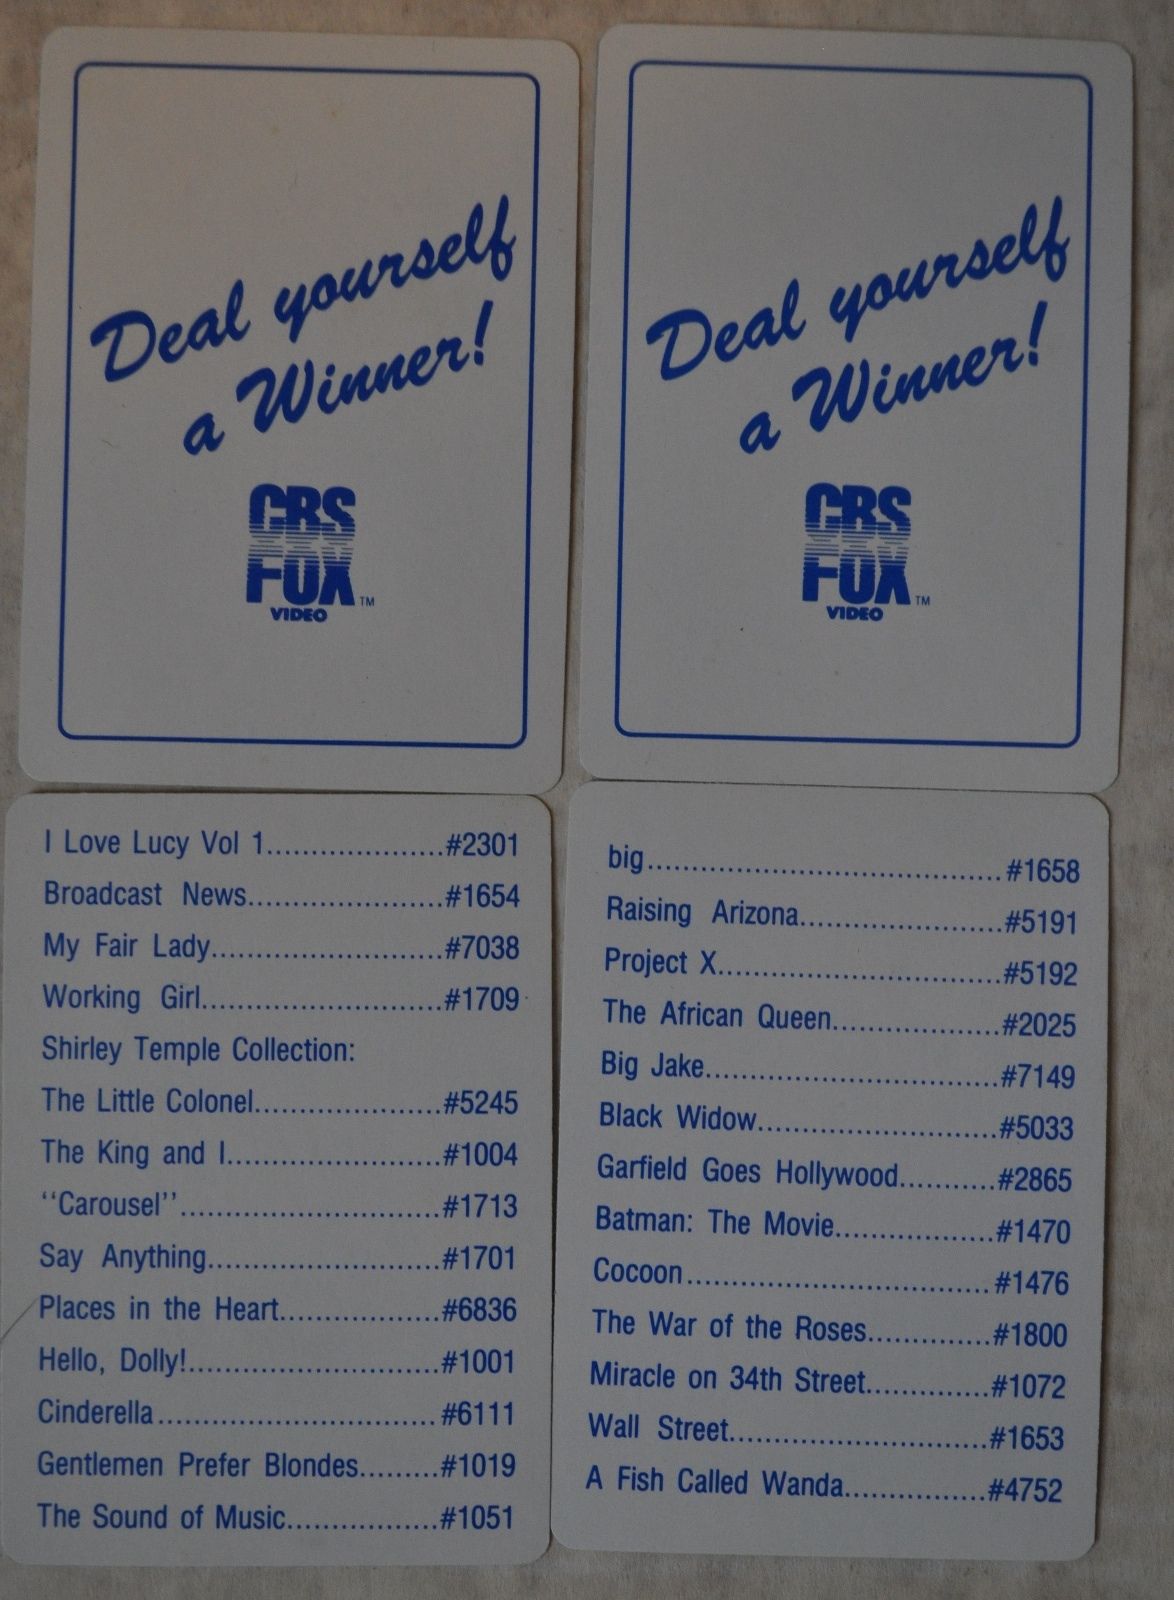 Deal yourself
a Winner!
CBS
FOX
VIDEO TM
Deal yourself
a Winner!
CBS
FOX
VIDEO TM
I Love Lucy Vol 1....................#2301
Broadcast News......................#1654
My Fair Lady..........................#7038
Working Girl...........................#1709
Shirley Temple Collection:
The Little Colonel.....................#5245
The King and I........................#1004
''Carousel''.............................#1713
Say Anything..........................#1701
Places in the Heart..................#6836
Hello, Dolly!............................#1001
Cinderella...............................#6111
Gentlemen Prefer Blondes.........#1019
The Sound of Music.................#1051
big........................................#1658
Raising Arizona.......................#5191
Project X................................#5192
The African Queen...................#2025
Big Jake.................................#7149
Black Widow...........................#5033
Garfield Goes Hollywood...........#2865
Batman: The Movie..................#1470
Cocoon..................................#1476
The War of the Roses..............#1800
Miracle on 34th Street..............#1072
Wall Street.............................#1653
A Fish Called Wanda................#4752